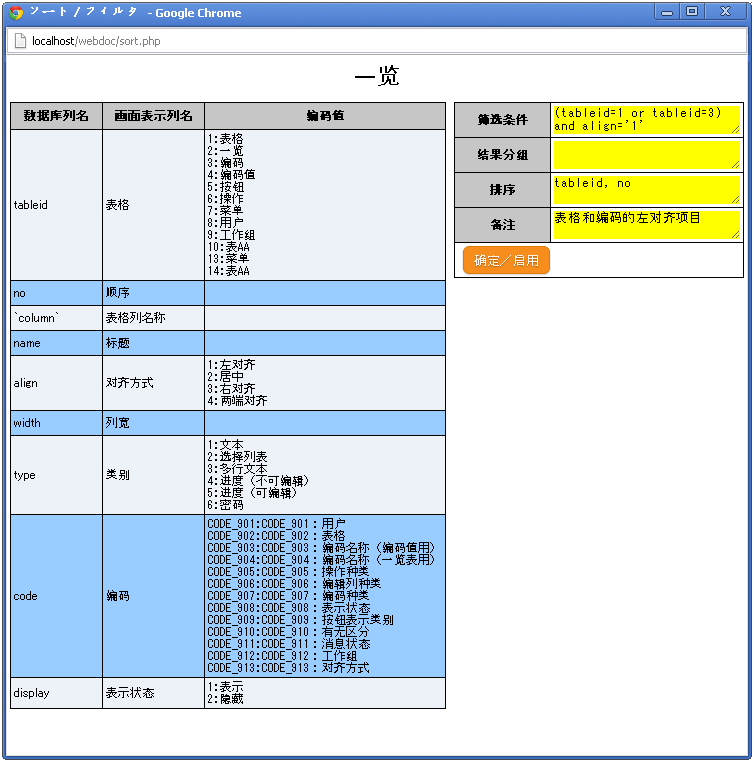 ソート／フィルタ - Google Chrome
localhost/webdoc/sort.php
一览
数据库列名 画面表示列名 编码值
tableid 表格
1:表格
2:一览
3:编码
4:编码值
5:按钮
6:操作
7:菜单
8:用户
9:工作组
10:表AA
13:菜单
14:表AA
no 顺序
`column` 表格列名称
name 标题
align 对齐方式
1:左对齐
2:居中
3:右对齐
4:两端对齐
width 列宽
type 类别
1:文本
2:选择列表
3:多行文本
4:进度（不可编辑）
5:进度（可编辑）
6:密码
code 编码
CODE_901:CODE_901：用户
CODE_902:CODE_902：表格
CODE_903:CODE_903：编码名称（编码值用）
CODE_904:CODE_904：编码名称（一览表用）
CODE_905:CODE_905：操作种类
CODE_906:CODE_906：编辑列种类
CODE_907:CODE_907：编码种类
CODE_908:CODE_908：表示状态
CODE_909:CODE_909：按钮表示类别
CODE_910:CODE_910：有无区分
CODE_911:CODE_911：消息状态
CODE_912:CODE_912：工作组
CODE_913:CODE_913：对齐方式
display 表示状态
1:表示
2:隐藏
筛选条件
(tableid=1 or tableid=3)
and align='1'
结果分组
排序 tableid, no
备注 表格和编码的左对齐项目
确定／启用